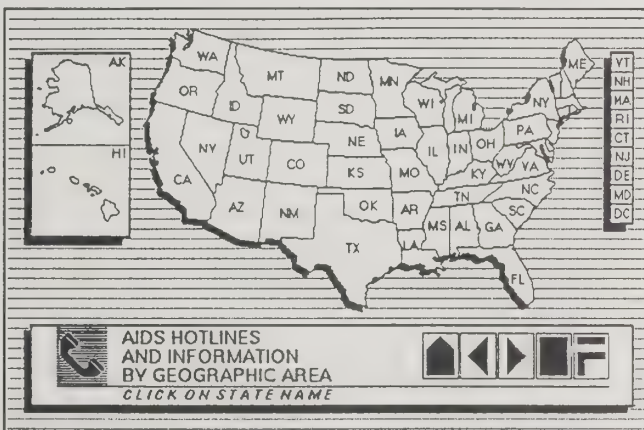 AK
HI
WA
OR
CA
NV
ID
MT
WY
UT
AZ
CO
NM
ND
SD
NE
KS
OK
TX
MN
IA
MO
AR
LA
WI
IL
MI
IN
OH
KY
TN
MS
AL
GA
FL
SC
NC
VA
WV
PA
NY
ME
VT
NH
MA
RI
CT
NJ
DE
MD
DC
AIDS HOTLINES
AND INFORMATION
BY GEOGRAPHIC AREA
CLICK ON STATE NAME